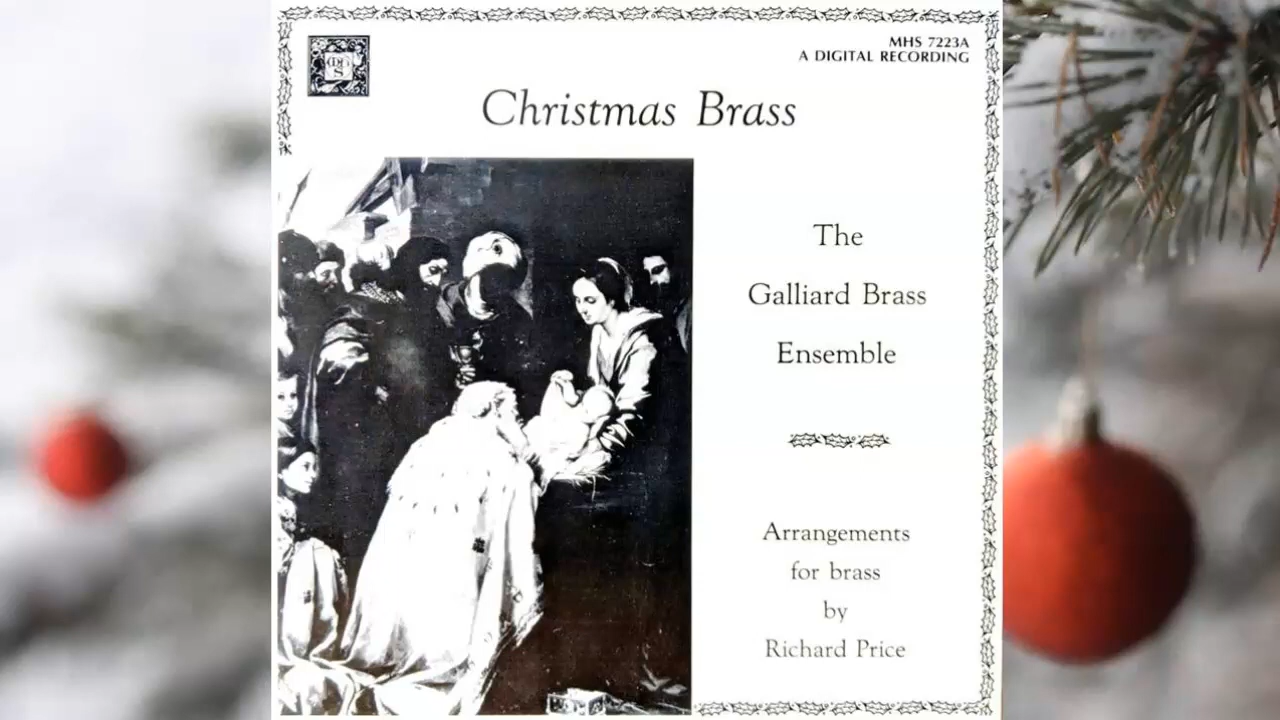 MHS 7223A
A DIGITAL RECORDING
Christmas Brass
The
Galliard Brass
Ensemble
Arrangements
for brass
by
Richard Price